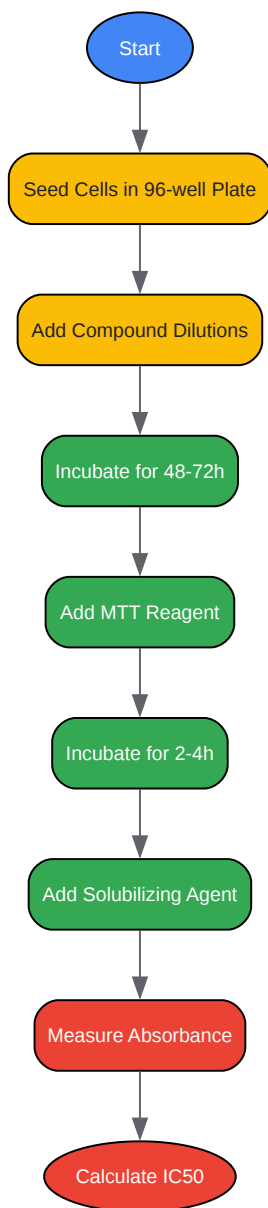 Start
Seed Cells in 96-well Plate
Add Compound Dilutions
Incubate for 48-72h
Add MTT Reagent
Incubate for 2-4h
Add Solubilizing Agent
Measure Absorbance
Calculate IC50